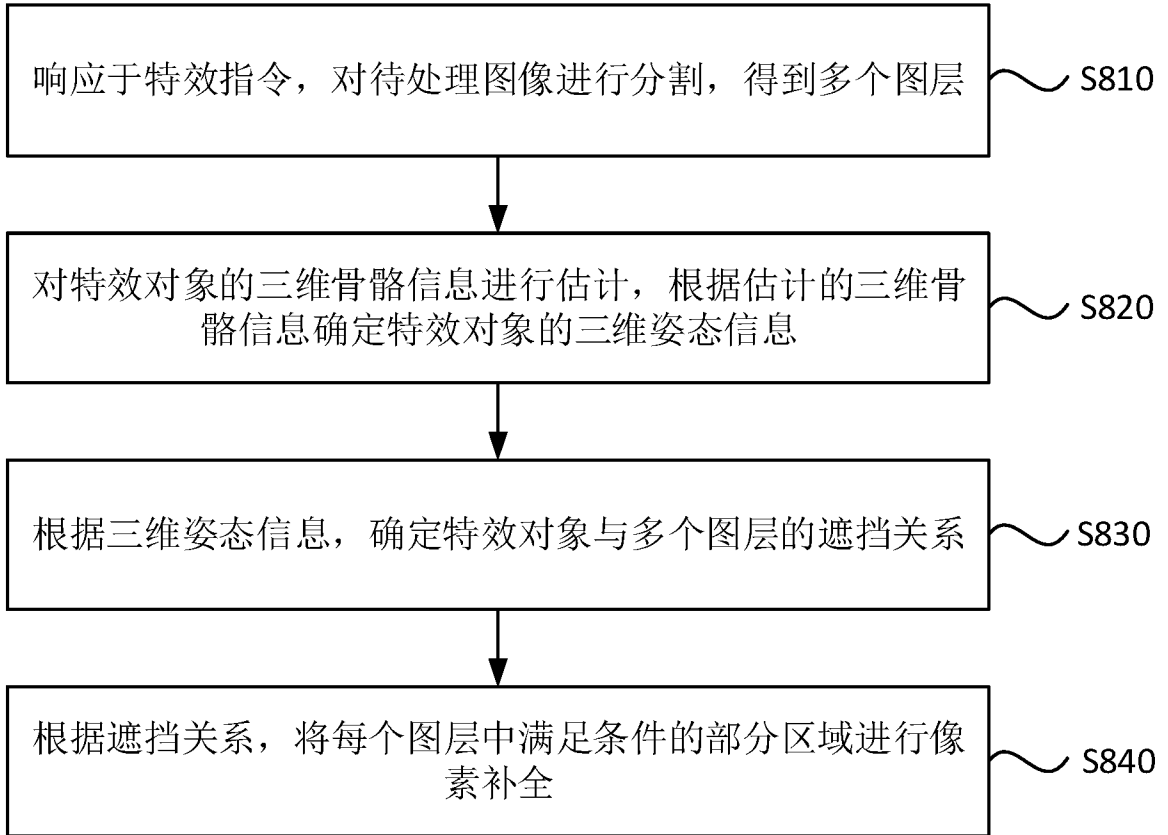 响应于特效指令，对待处理图像进行分割，得到多个图层
S810
对特效对象的三维骨骼信息进行估计，根据估计的三维骨
骼信息确定特效对象的三维姿态信息
S820
根据三维姿态信息，确定特效对象与多个图层的遮挡关系
S830
根据遮挡关系，将每个图层中满足条件的部分区域进行像
素补全
S840